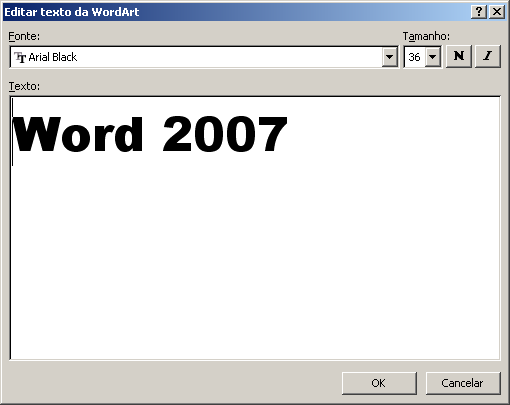 Editar texto da WordArt
Fonte: Tamanho:
Arial Black 36 N I
Texto:
Word 2007
OK Cancelar